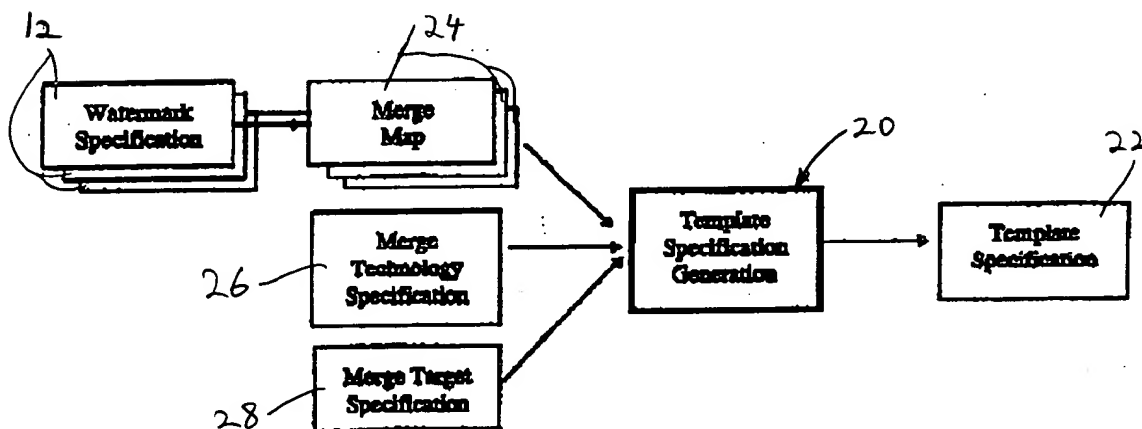 12
24
Watermark
Specification
Merge
Map
20
22
Template
Specification
Generation
Template
Specification
Merge
Technology
Specification
26
Merge Target
Specification
28